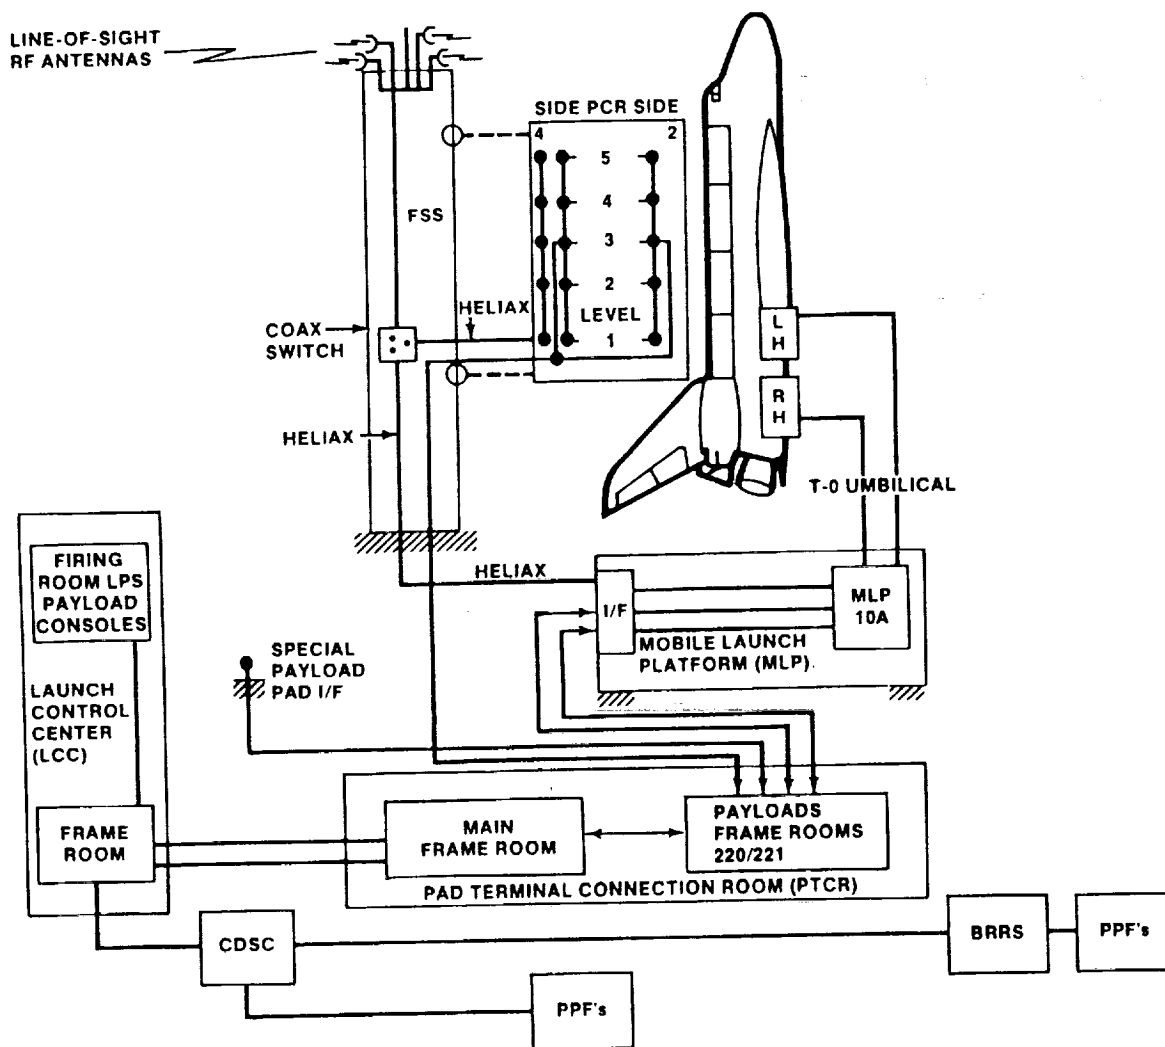 LINE-OF-SIGHT
RF ANTENNAS
SIDE PCR SIDE
4
2
5
4
3
2
LEVEL
1
FSS
HELIAX
COAX
SWITCH
HELIAX
L
H
R
H
T-0 UMBILICAL
FIRING
ROOM LPS
PAYLOAD
CONSOLES
HELIAX
I/F
MLP
10A
MOBILE LAUNCH
PLATFORM (MLP).
SPECIAL
PAYLOAD
PAD I/F
LAUNCH
CONTROL
CENTER
(LCC)
FRAME
ROOM
MAIN
FRAME ROOM
PAYLOADS
FRAME ROOMS
220/221
PAD TERMINAL CONNECTION ROOM (PTCR)
CDSC
BRRS
PPF's
PPF's